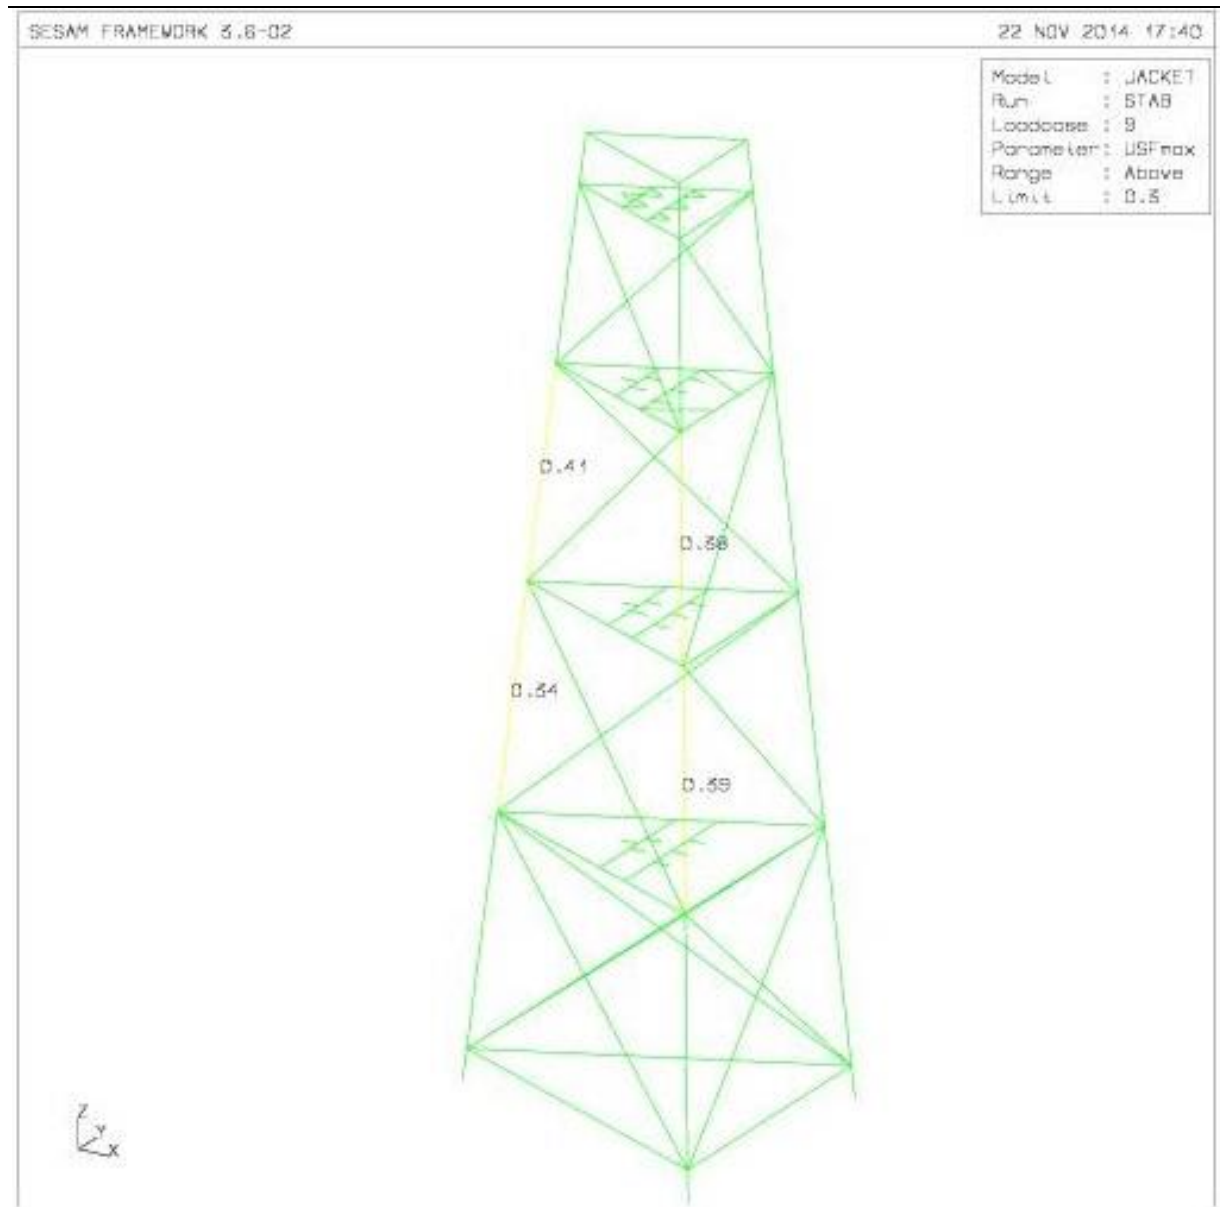 SESAM FRAMEWORK 3.6-02
22 NOV 2014 17:40
Model : JACKET
Run : STAB
Loadcase : 9
Parameter: USFmax
Range : Above
Limit : 0.3
0.41
0.38
0.34
0.39
Z
Y
X